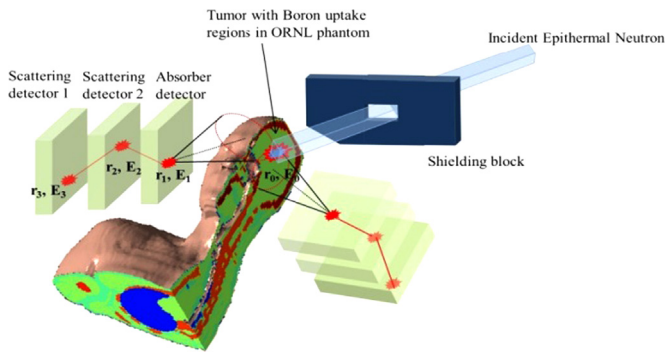 Tumor with Boron uptake
regions in ORNL phantom
Incident Epithermal Neutron
Scattering Scattering Absorber
detector 1 detector 2 detector
Shielding block
r₀, E₀
r₁, E₁
r₂, E₂
r₃, E₃